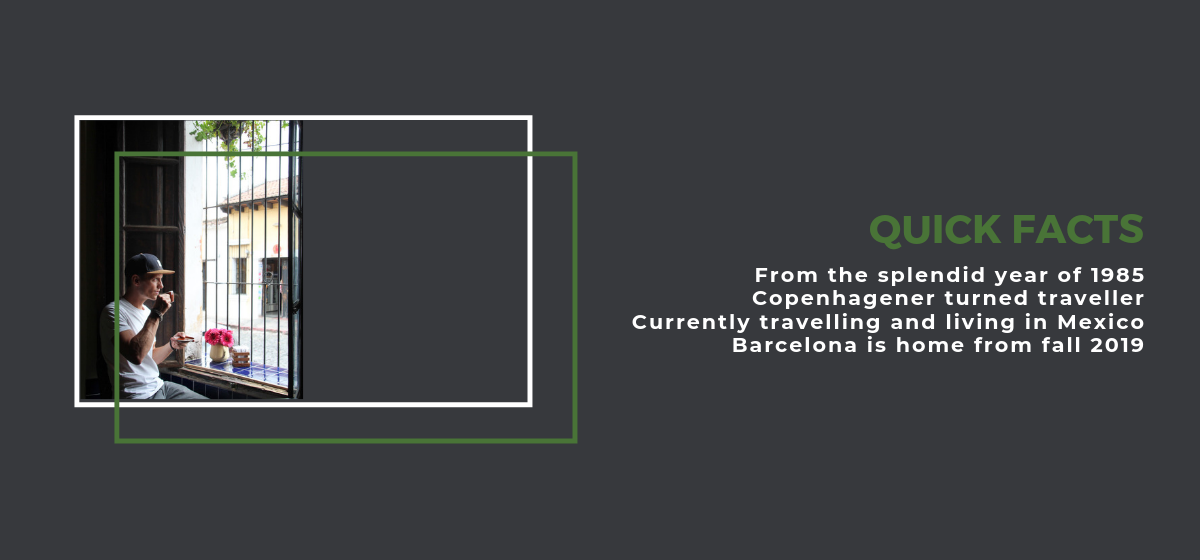 QUICK FACTS
From the splendid year of 1985
Copenhagener turned traveller
Currently travelling and living in Mexico
Barcelona is home from fall 2019